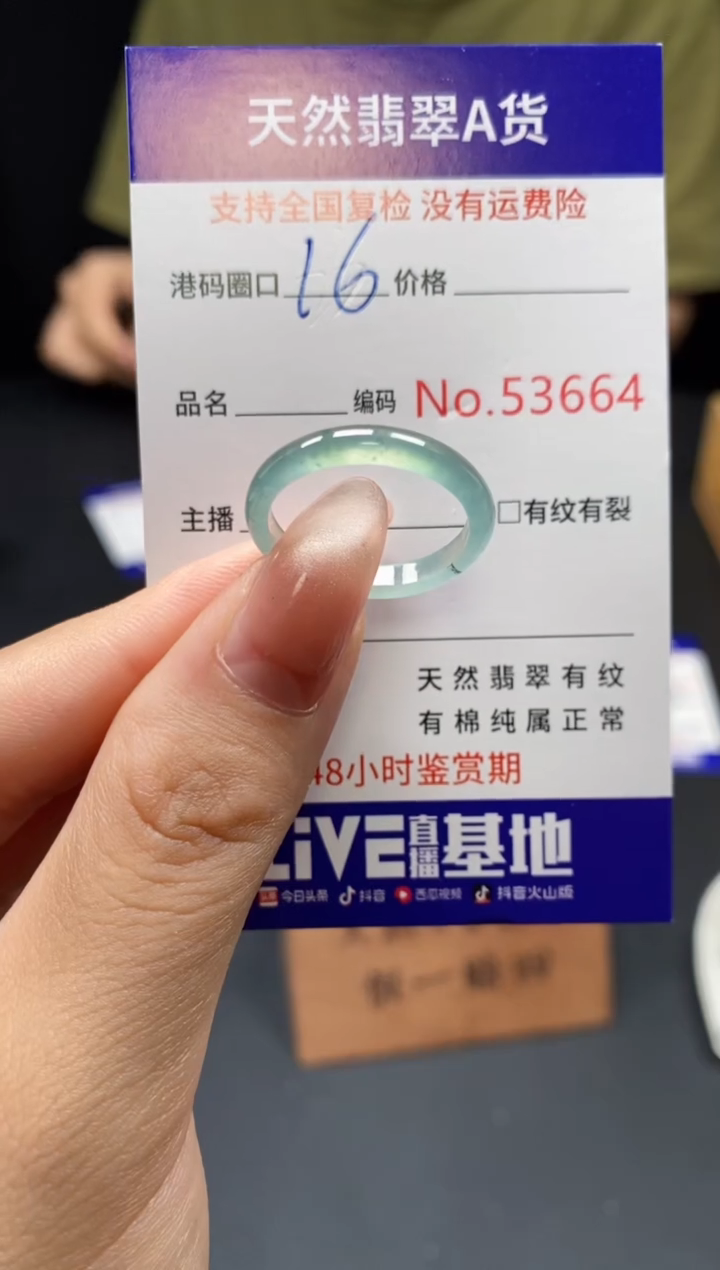 天然翡翠A货
支持全国复检 没有运费险
港码圈口 16 价格
品名 编码 No.53664
主播 □有纹有裂
天然翡翠有纹
有棉纯属正常
48小时鉴赏期
LiVE直播基地
今日头条 抖音 西瓜视频 抖音火山版